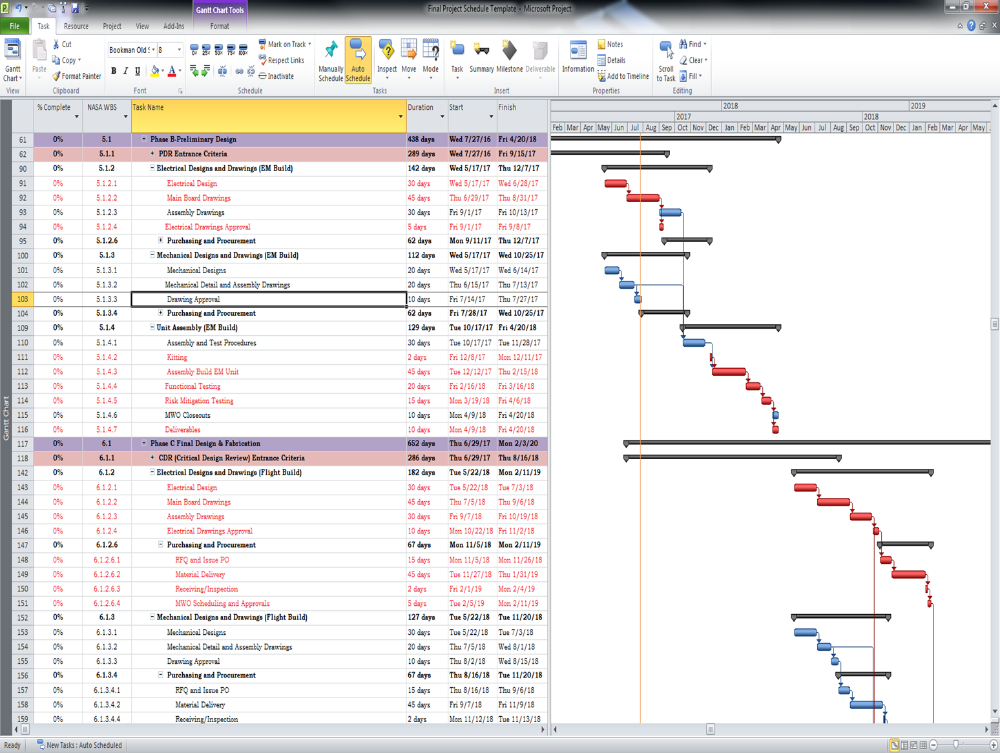 Gantt Chart Tools
Final Project Schedule Template - Microsoft Project
File Task Resource Project View Add-Ins Format
Cut
Copy
Format Painter
Paste
Gantt Chart
View
Clipboard
Bookman Old 8
B I U
Font
0% 25% 50% 75% 100%
Mark on Track
Respect Links
Inactivate
Schedule
Manually Schedule
Auto Schedule
Inspect Move Mode
Tasks
Task Summary Milestone Deliverable
Insert
Information
Notes
Details
Add to Timeline
Properties
Scroll to Task
Find
Clear
Fill
Editing
% Complete NASA WBS Task Name Duration Start Finish
2018 2019
2017 2018
Feb Mar Apr May Jun Jul Aug Sep Oct Nov Dec Jan Feb Mar Apr May Jun Jul Aug Sep Oct Nov Dec Jan Feb Mar Apr May
61 0% 5.1 Phase B-Preliminary Design 438 days Wed 7/27/16 Fri 4/20/18
62 0% 5.1.1 PDR Entrance Criteria 289 days Wed 7/27/16 Fri 9/15/17
90 0% 5.1.2 Electrical Designs and Drawings (EM Build) 142 days Wed 5/17/17 Thu 12/7/17
91 0% 5.1.2.1 Electrical Design 30 days Wed 5/17/17 Wed 6/28/17
92 0% 5.1.2.2 Main Board Drawings 45 days Thu 6/29/17 Thu 8/31/17
93 0% 5.1.2.3 Assembly Drawings 30 days Fri 9/1/17 Fri 10/13/17
94 0% 5.1.2.4 Electrical Drawings Approval 5 days Fri 9/1/17 Fri 9/8/17
95 0% 5.1.2.6 Purchasing and Procurement 62 days Mon 9/11/17 Thu 12/7/17
100 0% 5.1.3 Mechanical Designs and Drawings (EM Build) 112 days Wed 5/17/17 Wed 10/25/17
101 0% 5.1.3.1 Mechanical Designs 20 days Wed 5/17/17 Wed 6/14/17
102 0% 5.1.3.2 Mechanical Detail and Assembly Drawings 20 days Thu 6/15/17 Thu 7/13/17
103 0% 5.1.3.3 Drawing Approval 10 days Fri 7/14/17 Thu 7/27/17
104 0% 5.1.3.4 Purchasing and Procurement 62 days Fri 7/28/17 Wed 10/25/17
109 0% 5.1.4 Unit Assembly (EM Build) 129 days Tue 10/17/17 Fri 4/20/18
110 0% 5.1.4.1 Assembly and Test Procedures 30 days Tue 10/17/17 Tue 11/28/17
111 0% 5.1.4.2 Kitting 2 days Fri 12/8/17 Mon 12/11/17
112 0% 5.1.4.3 Assembly Build EM Unit 45 days Tue 12/12/17 Thu 2/15/18
113 0% 5.1.4.4 Functional Testing 20 days Fri 2/16/18 Fri 3/16/18
114 0% 5.1.4.5 Risk Mitigation Testing 15 days Mon 3/19/18 Fri 4/6/18
115 0% 5.1.4.6 MWO Closeouts 10 days Mon 4/9/18 Fri 4/20/18
116 0% 5.1.4.7 Deliverables 10 days Mon 4/9/18 Fri 4/20/18
117 0% 6.1 Phase C Final Design & Fabrication 652 days Thu 6/29/17 Mon 2/3/20
118 0% 6.1.1 CDR (Critical Design Review) Entrance Criteria 286 days Thu 6/29/17 Thu 8/16/18
142 0% 6.1.2 Electrical Designs and Drawings (Flight Build) 182 days Tue 5/22/18 Mon 2/11/19
143 0% 6.1.2.1 Electrical Design 30 days Tue 5/22/18 Tue 7/3/18
144 0% 6.1.2.2 Main Board Drawings 45 days Thu 7/5/18 Thu 9/6/18
145 0% 6.1.2.3 Assembly Drawings 30 days Fri 9/7/18 Fri 10/19/18
146 0% 6.1.2.4 Electrical Drawings Approval 10 days Mon 10/22/18 Fri 11/2/18
147 0% 6.1.2.6 Purchasing and Procurement 67 days Mon 11/5/18 Mon 2/11/19
148 0% 6.1.2.6.1 RFQ and Issue PO 15 days Mon 11/5/18 Mon 11/26/18
149 0% 6.1.2.6.2 Material Delivery 45 days Tue 11/27/18 Thu 1/31/19
150 0% 6.1.2.6.3 Receiving/Inspection 2 days Fri 2/1/19 Mon 2/4/19
151 0% 6.1.2.6.4 MWO Scheduling and Approvals 5 days Tue 2/5/19 Mon 2/11/19
152 0% 6.1.3 Mechanical Designs and Drawings (Flight Build) 127 days Tue 5/22/18 Tue 11/20/18
153 0% 6.1.3.1 Mechanical Designs 30 days Tue 5/22/18 Tue 7/3/18
154 0% 6.1.3.2 Mechanical Detail and Assembly Drawings 20 days Thu 7/5/18 Wed 8/1/18
155 0% 6.1.3.3 Drawing Approval 10 days Thu 8/2/18 Wed 8/15/18
156 0% 6.1.3.4 Purchasing and Procurement 67 days Thu 8/16/18 Tue 11/20/18
157 0% 6.1.3.4.1 RFQ and Issue PO 15 days Thu 8/16/18 Thu 9/6/18
158 0% 6.1.3.4.2 Material Delivery 45 days Fri 9/7/18 Fri 11/9/18
159 0% 6.1.3.4.4 Receiving/Inspection 2 days Mon 11/12/18 Tue 11/13/18
Gantt Chart
Ready New Tasks : Auto Scheduled